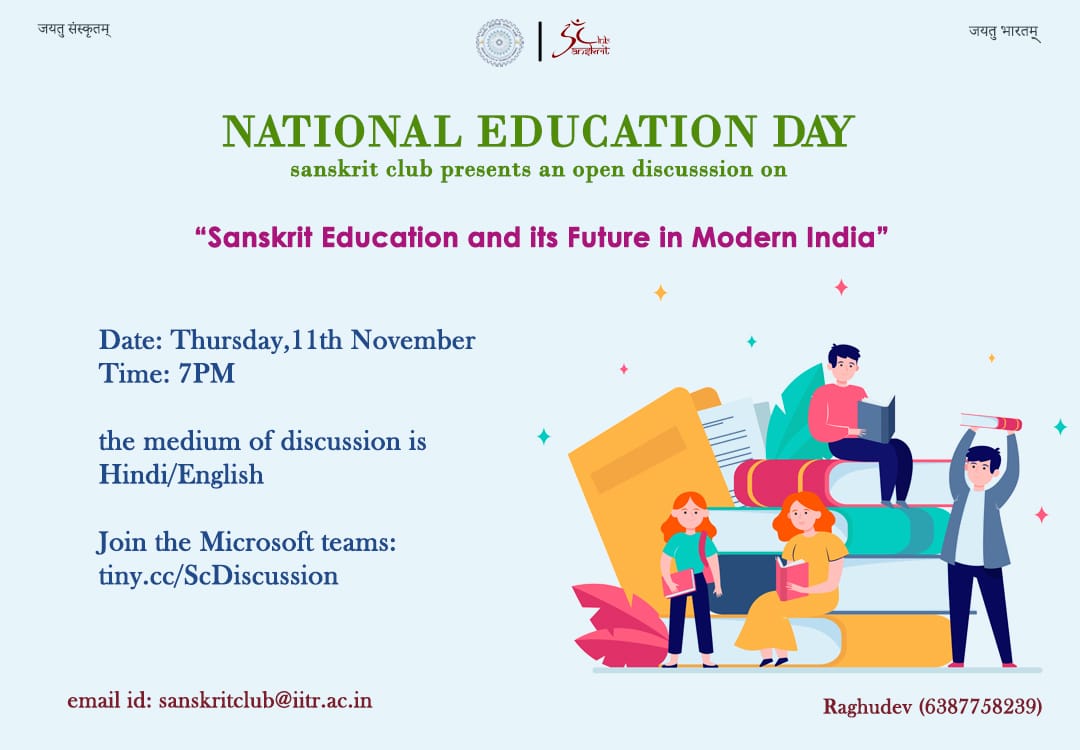 जयतु संस्कृतम्
Sanskrit Club
जयतु भारतम्
NATIONAL EDUCATION DAY
sanskrit club presents an open discusssion on
“Sanskrit Education and its Future in Modern India”
Date: Thursday,11th November
Time: 7PM
the medium of discussion is
Hindi/English
Join the Microsoft teams:
tiny.cc/ScDiscussion
email id: sanskritclub@iitr.ac.in
Raghudev (6387758239)